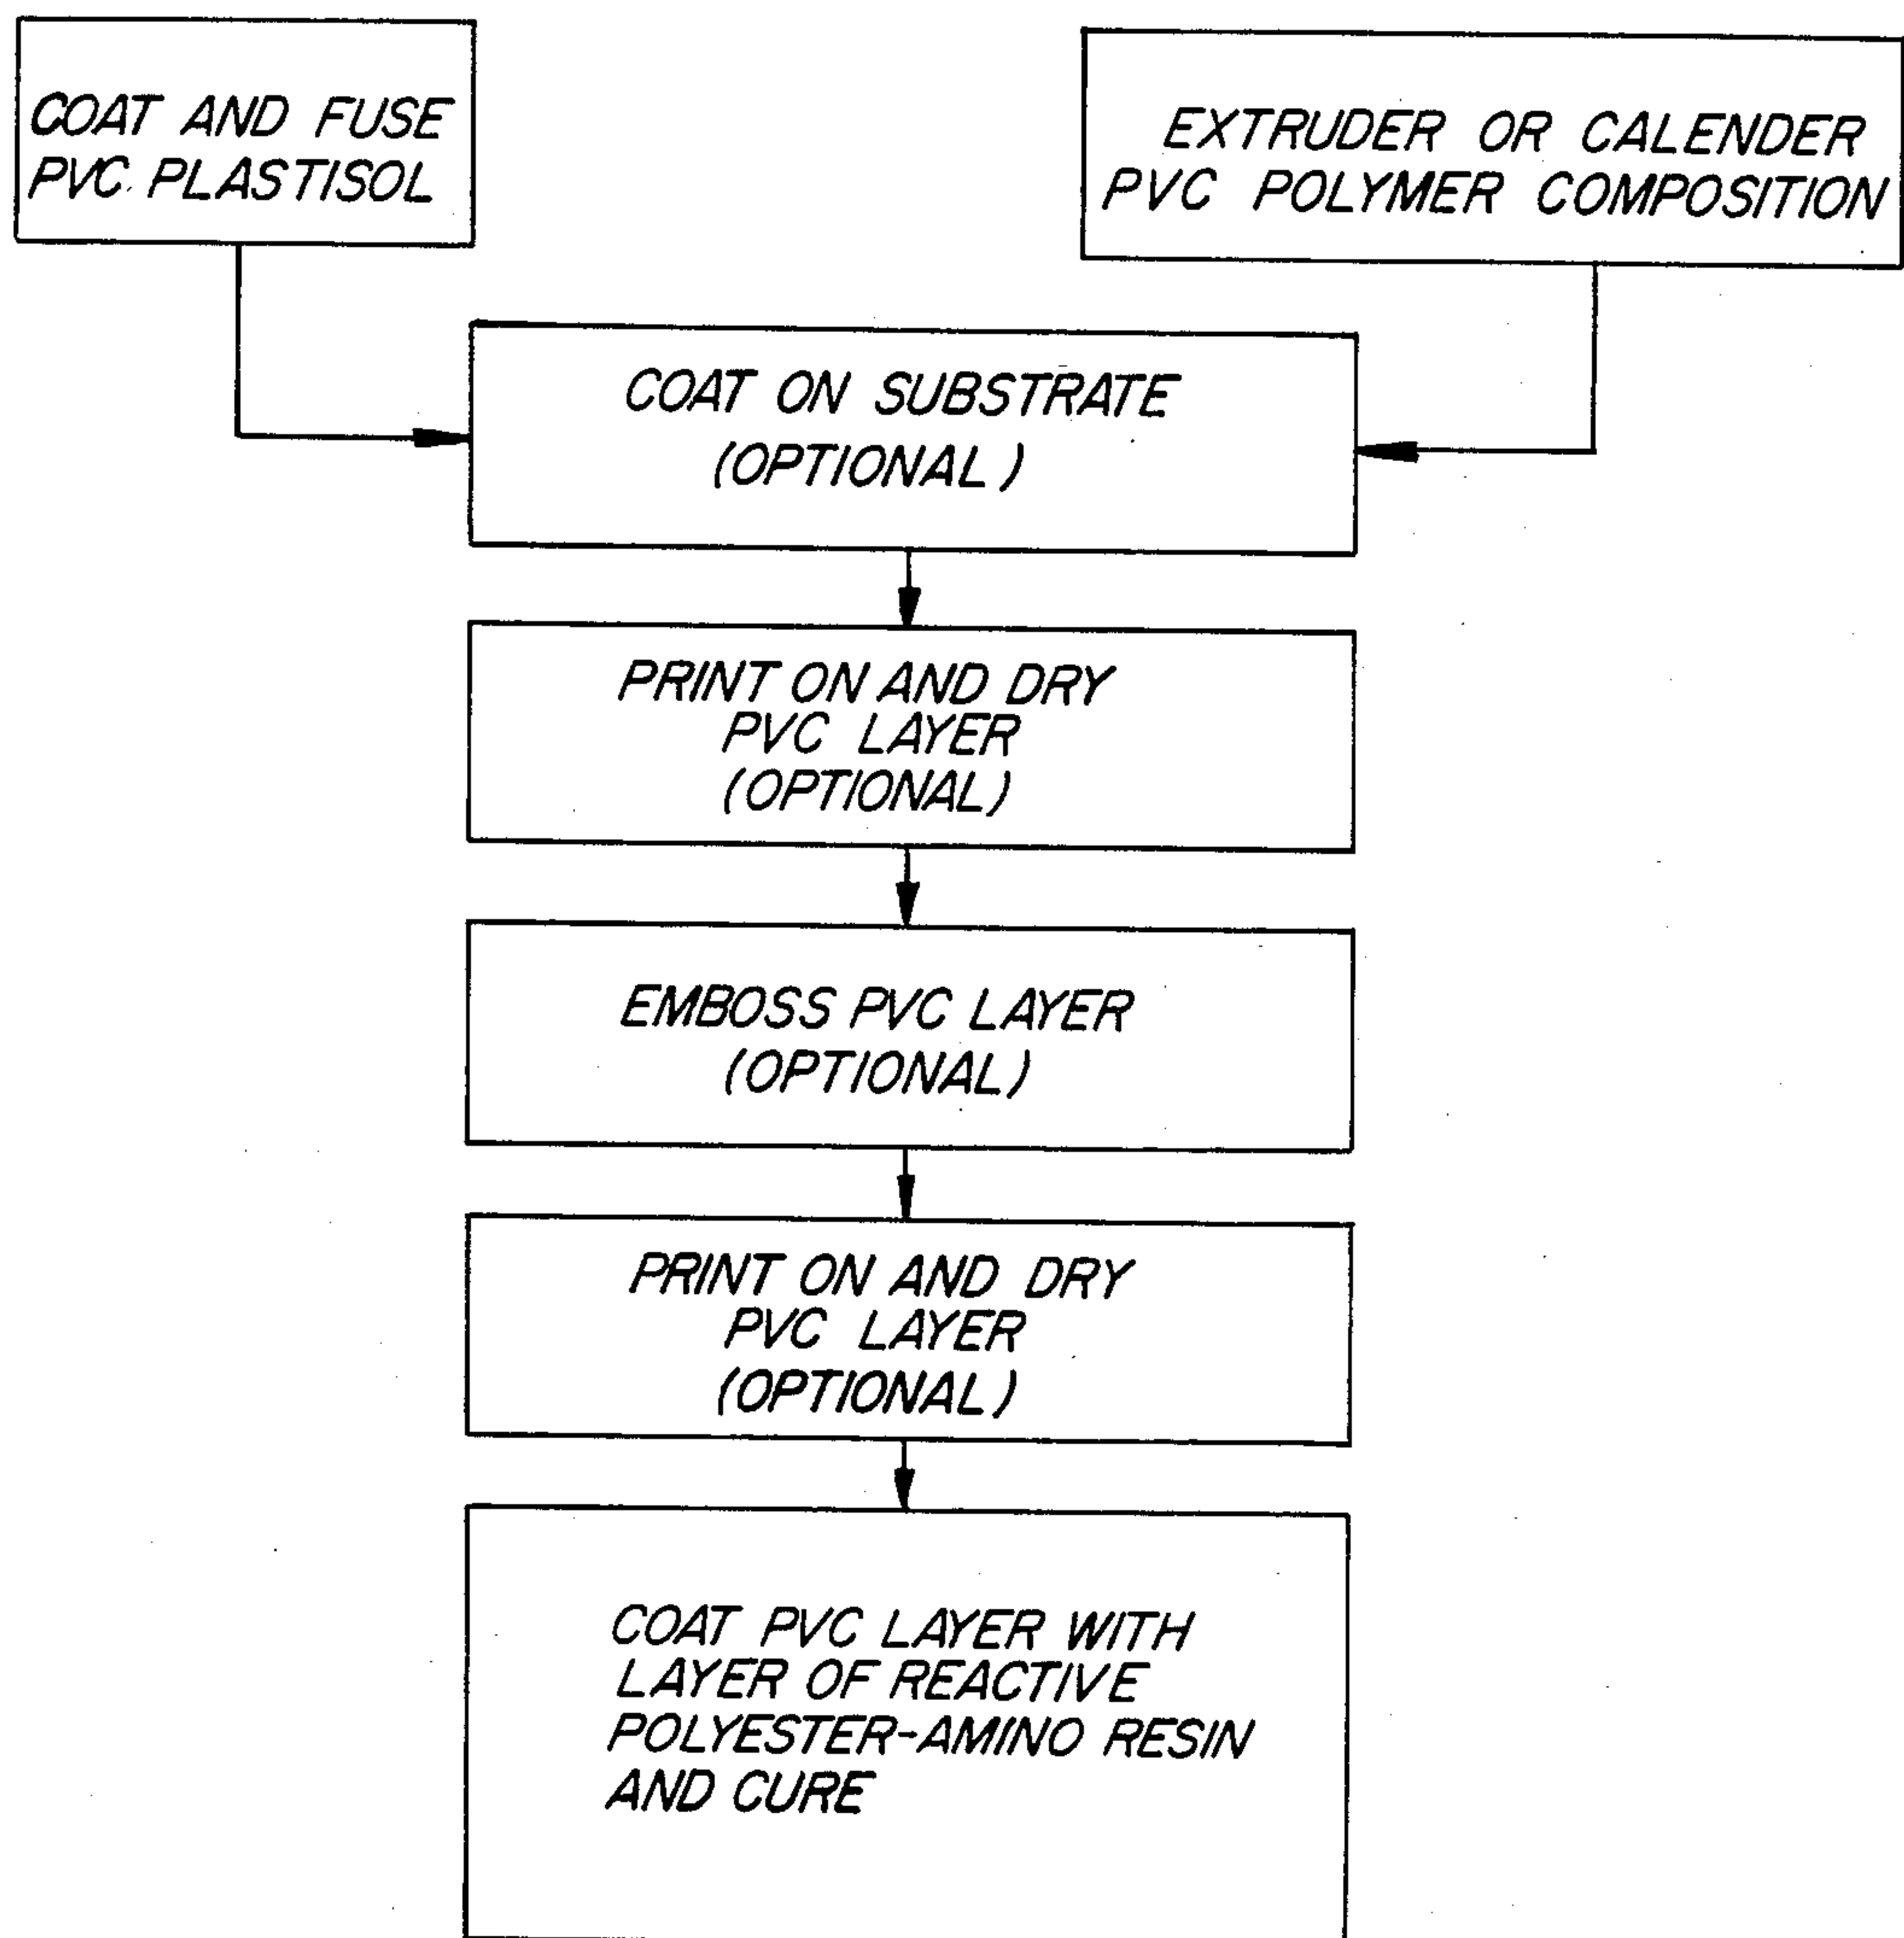 COAT AND FUSE
PVC PLASTISOL
EXTRUDER OR CALENDER
PVC POLYMER COMPOSITION
COAT ON SUBSTRATE
(OPTIONAL)
PRINT ON AND DRY
PVC LAYER
(OPTIONAL)
EMBOSS PVC LAYER
(OPTIONAL)
PRINT ON AND DRY
PVC LAYER
(OPTIONAL)
COAT PVC LAYER WITH
LAYER OF REACTIVE
POLYESTER-AMINO RESIN
AND CURE